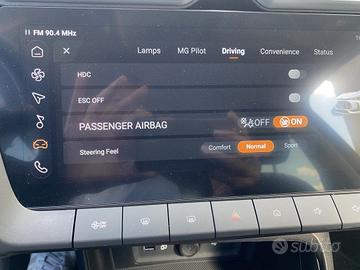 FM 90.4 MHz
Lamps MG Pilot Driving Convenience Status
HDC
ESC OFF
PASSENGER AIRBAG OFF ON
Steering Feel Comfort Normal Sport
subito